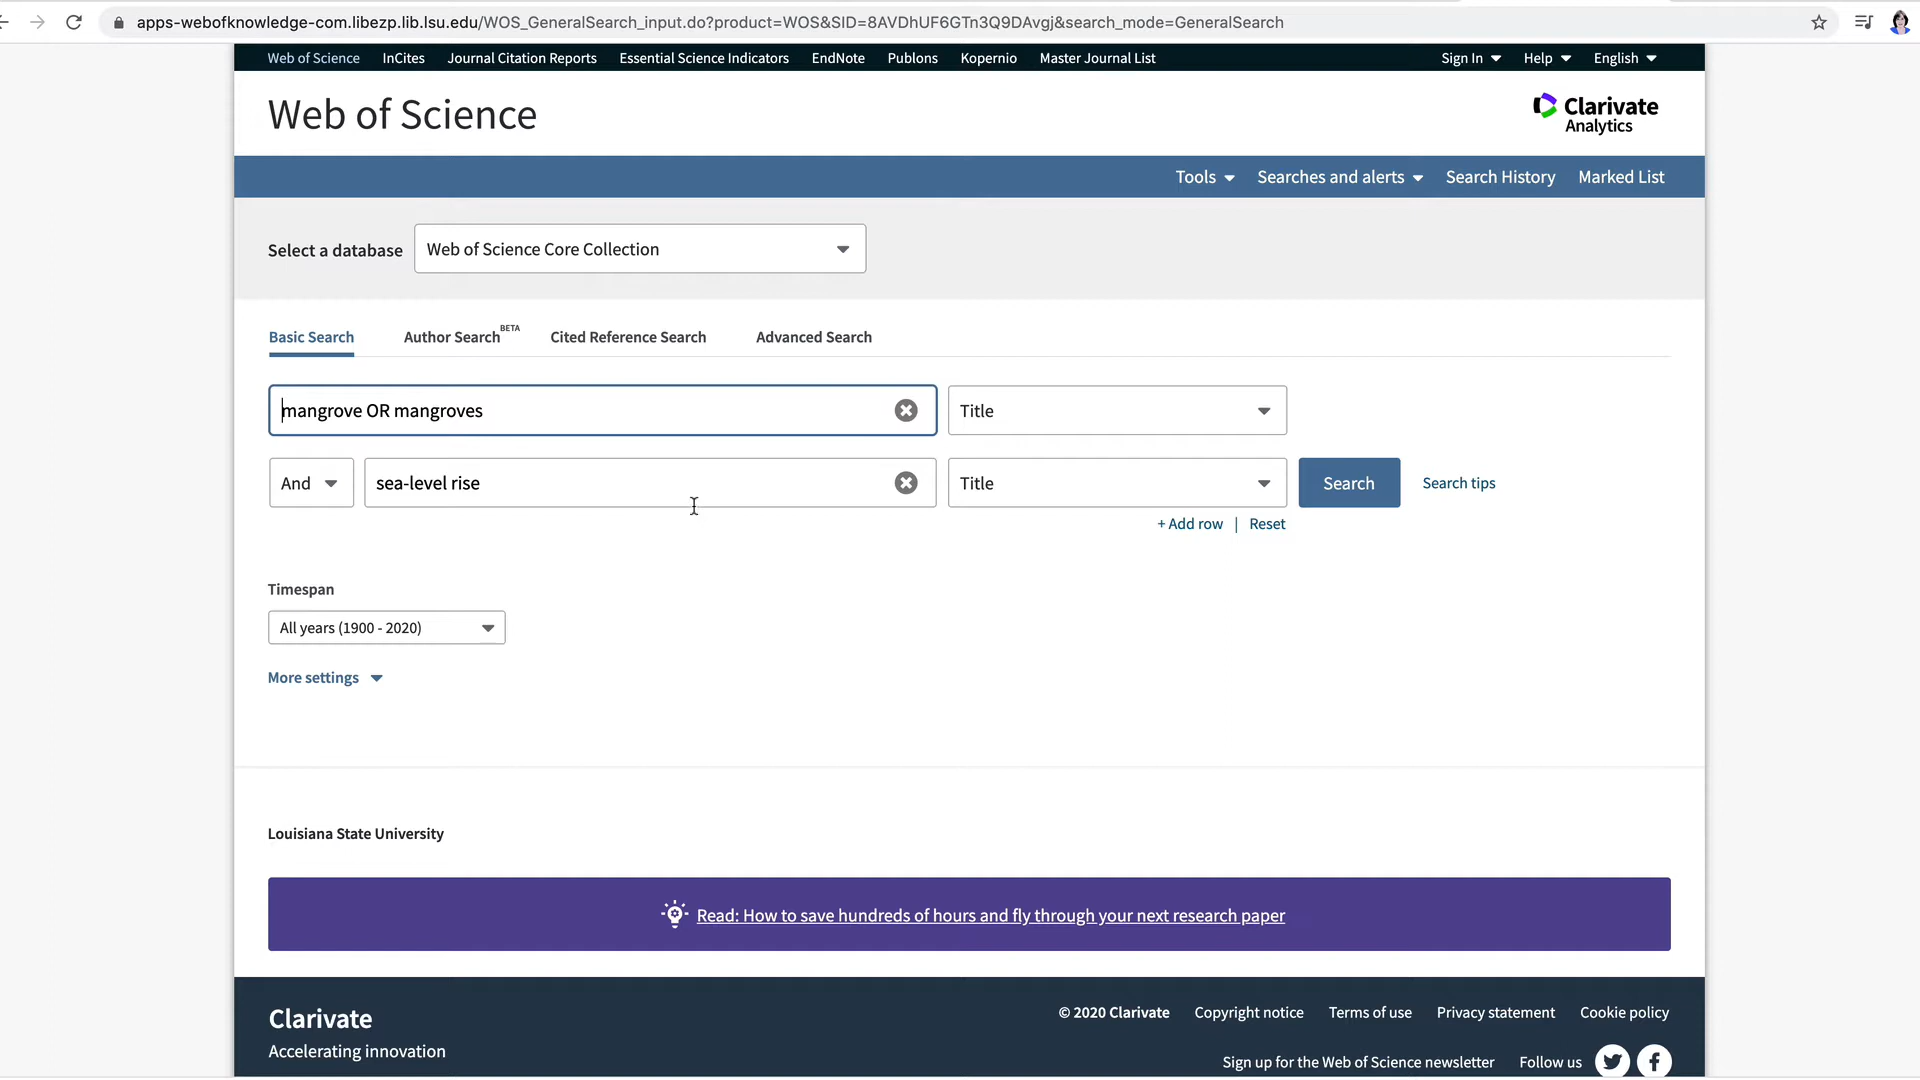 apps-webofknowledge-com.libezp.lib.lsu.edu/WOS_GeneralSearch_input.do?product=WOS&SID=8AVDhUF6GTn3Q9DAvgj&search_mode=GeneralSearch
Web of Science InCites Journal Citation Reports Essential Science Indicators EndNote Publons Kopernio Master Journal List Sign In Help English
Web of Science
Clarivate
Analytics
Tools Searches and alerts Search History Marked List
Select a database Web of Science Core Collection
Basic Search Author Search BETA Cited Reference Search Advanced Search
mangrove OR mangroves Title
And sea-level rise Title Search Search tips
+ Add row | Reset
Timespan
All years (1900 - 2020)
More settings
Louisiana State University
Read: How to save hundreds of hours and fly through your next research paper
Clarivate © 2020 Clarivate Copyright notice Terms of use Privacy statement Cookie policy
Accelerating innovation
Sign up for the Web of Science newsletter Follow us